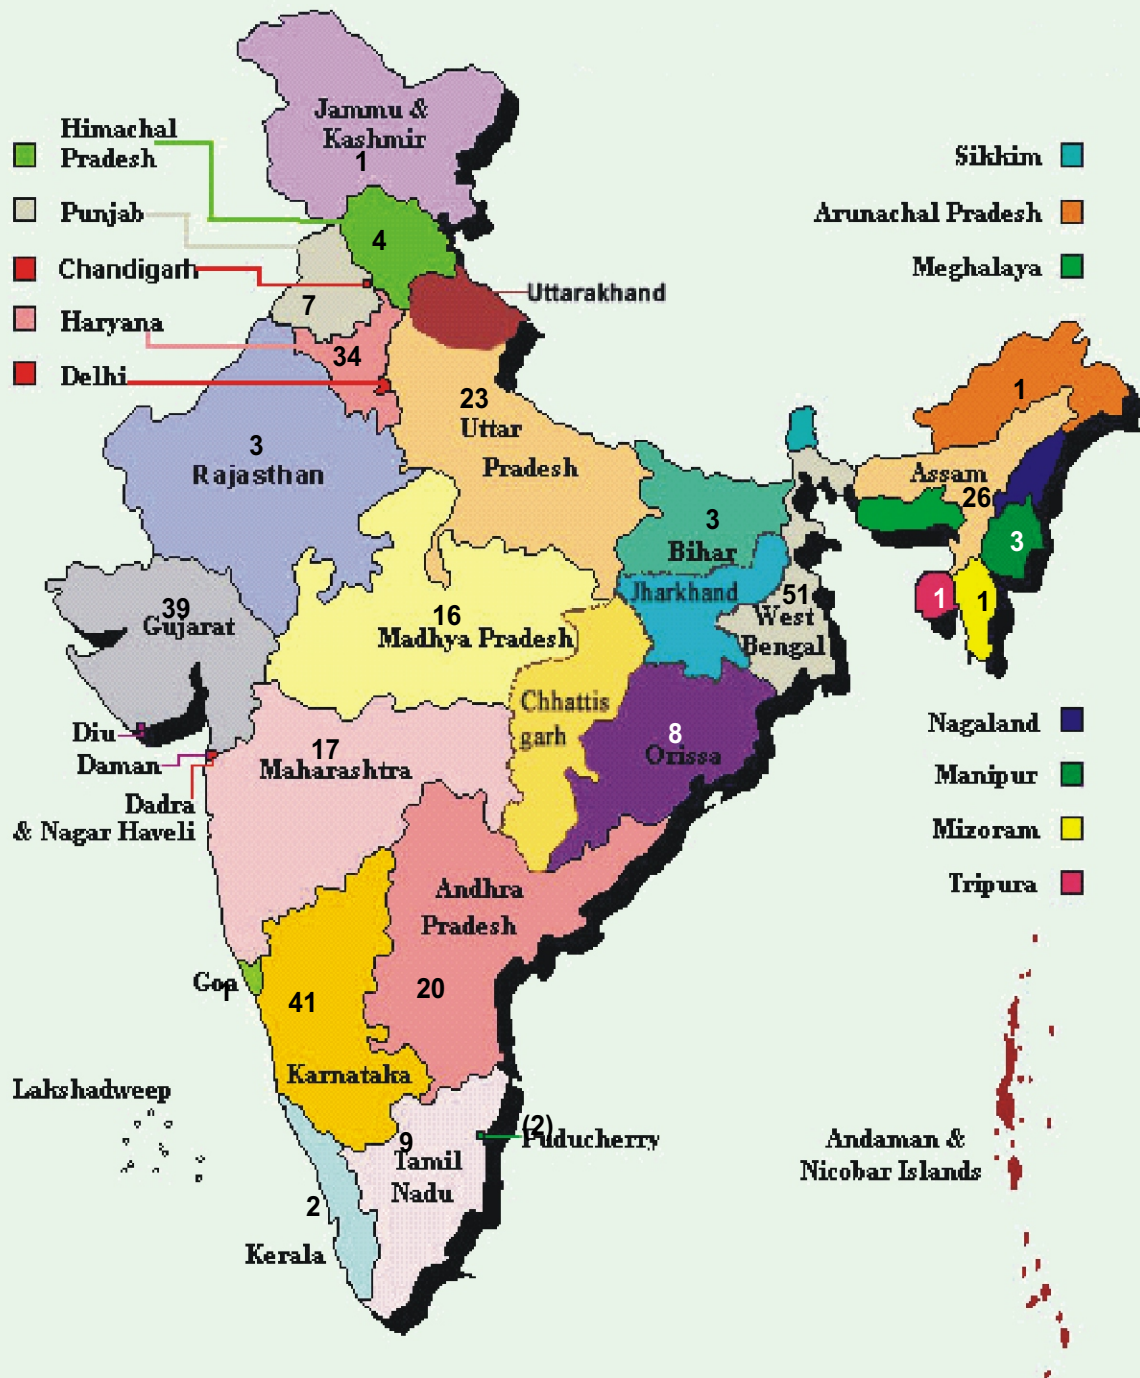 Jammu &
Kashmir
1
Himachal
Pradesh
Punjab
Chandigarh
Haryana
Delhi
4
7
34
Uttarakhand
Sikkim
Arunachal Pradesh
Meghalaya
23
Uttar
Pradesh
3
Rajasthan
1
Assam
26
3
1
1
3
Bihar
Jharkhand
51
West
Bengal
39
Gujarat
16
Madhya Pradesh
Chhattis
garh
8
Orissa
Diu
Daman
Dadra
& Nagar Haveli
17
Maharashtra
Nagaland
Manipur
Mizoram
Tripura
Andhra
Pradesh
20
Goa
1
41
Karnataka
Lakshadweep
(2)
Puducherry
9
Tamil
Nadu
2
Kerala
Andaman &
Nicobar Islands